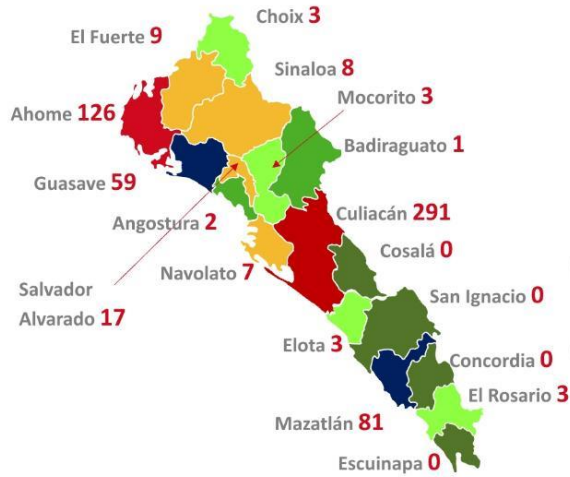 Choix 3
El Fuerte 9
Sinaloa 8
Mocorito 3
Ahome 126
Badiraguato 1
Guasave 59
Culiacán 291
Angostura 2
Cosalá 0
Navolato 7
Salvador
Alvarado 17
San Ignacio 0
Elota 3
Concordia 0
El Rosario 3
Mazatlán 81
Escuinapa 0